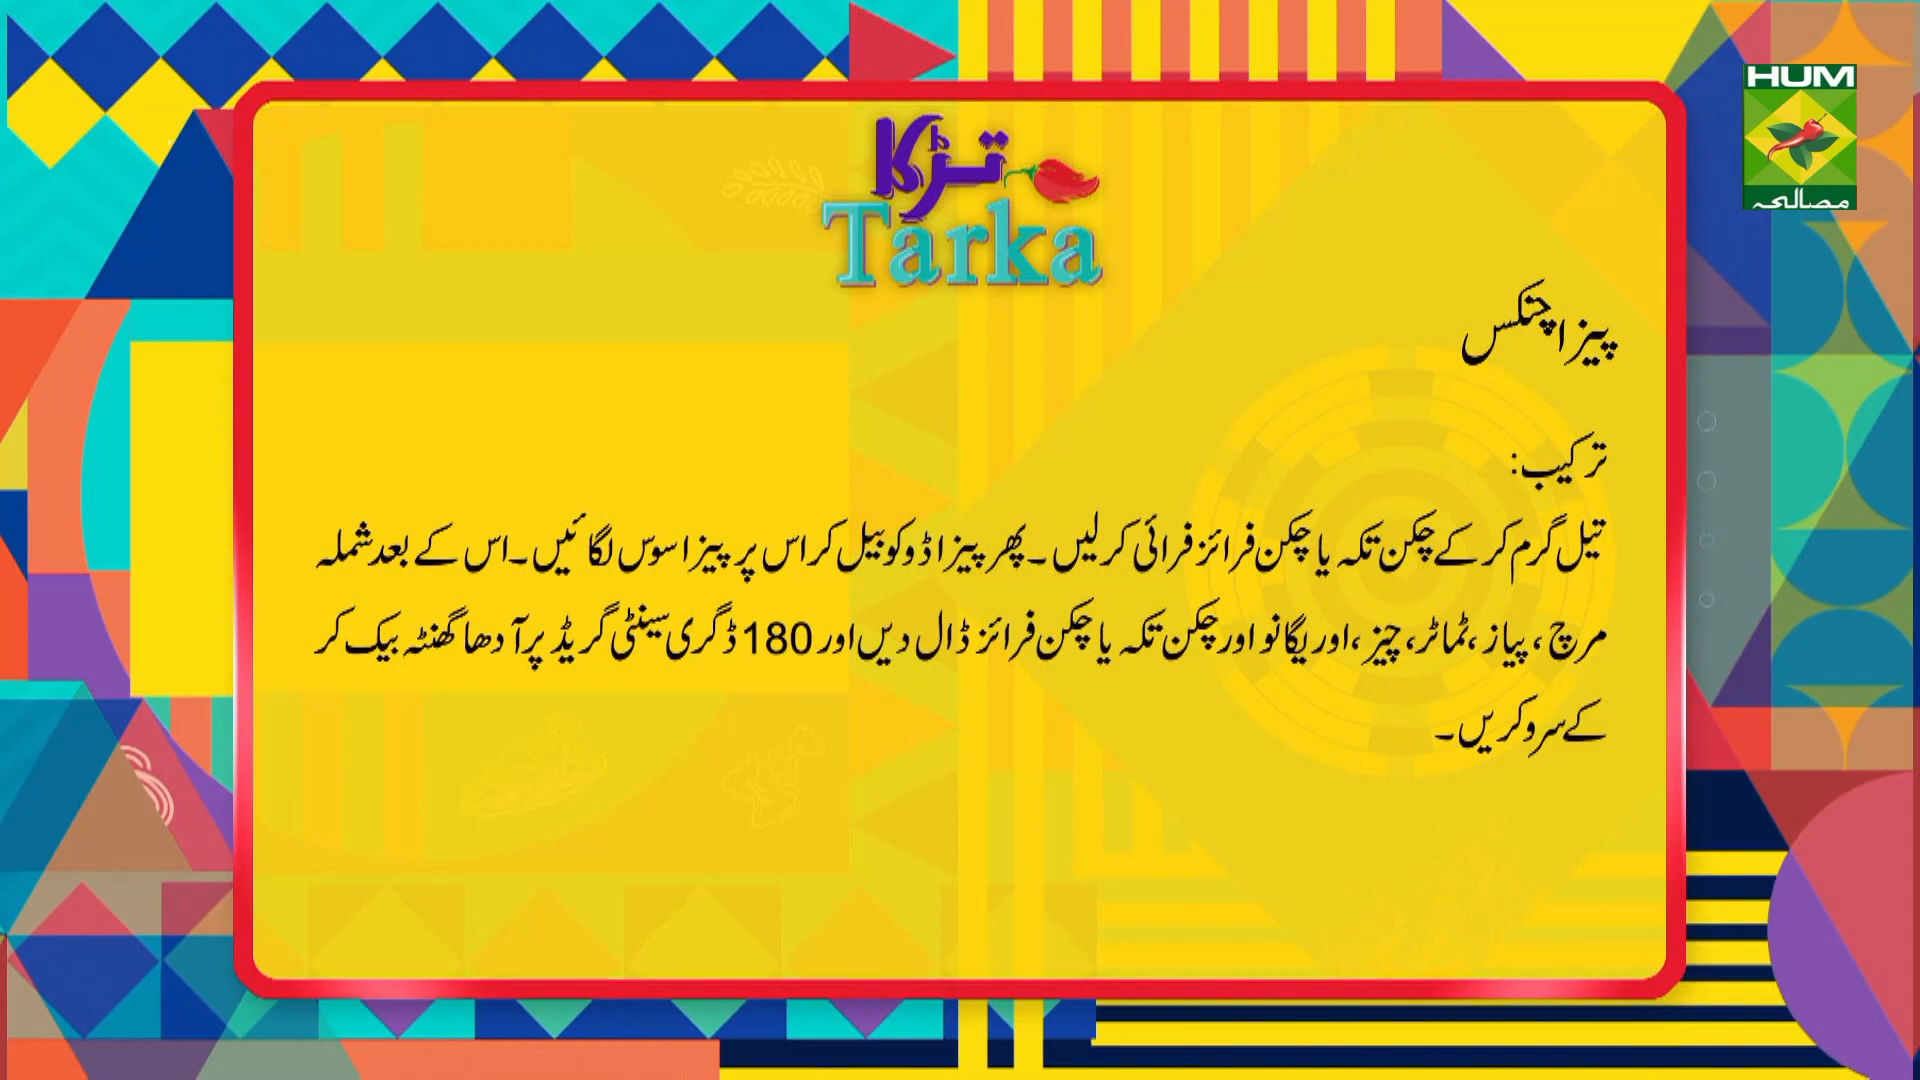 HUM
مصالحہ
تڑکا
Tarka
پیزا چنکس
ترکیب:
تیل گرم کر کے چکن تکہ یا چکن فرائز فرائی کر لیں۔ پھر پیزا ڈو کو بیل کر اس پر پیزا سوس لگائیں۔ اس کے بعد شملہ
مرچ، پیاز، ٹماٹر، چیز، اوریگانو اور چکن تکہ یا چکن فرائز ڈال دیں اور 180 ڈگری سینٹی گریڈ پر آدھا گھنٹہ بیک کر
کے سرو کریں۔